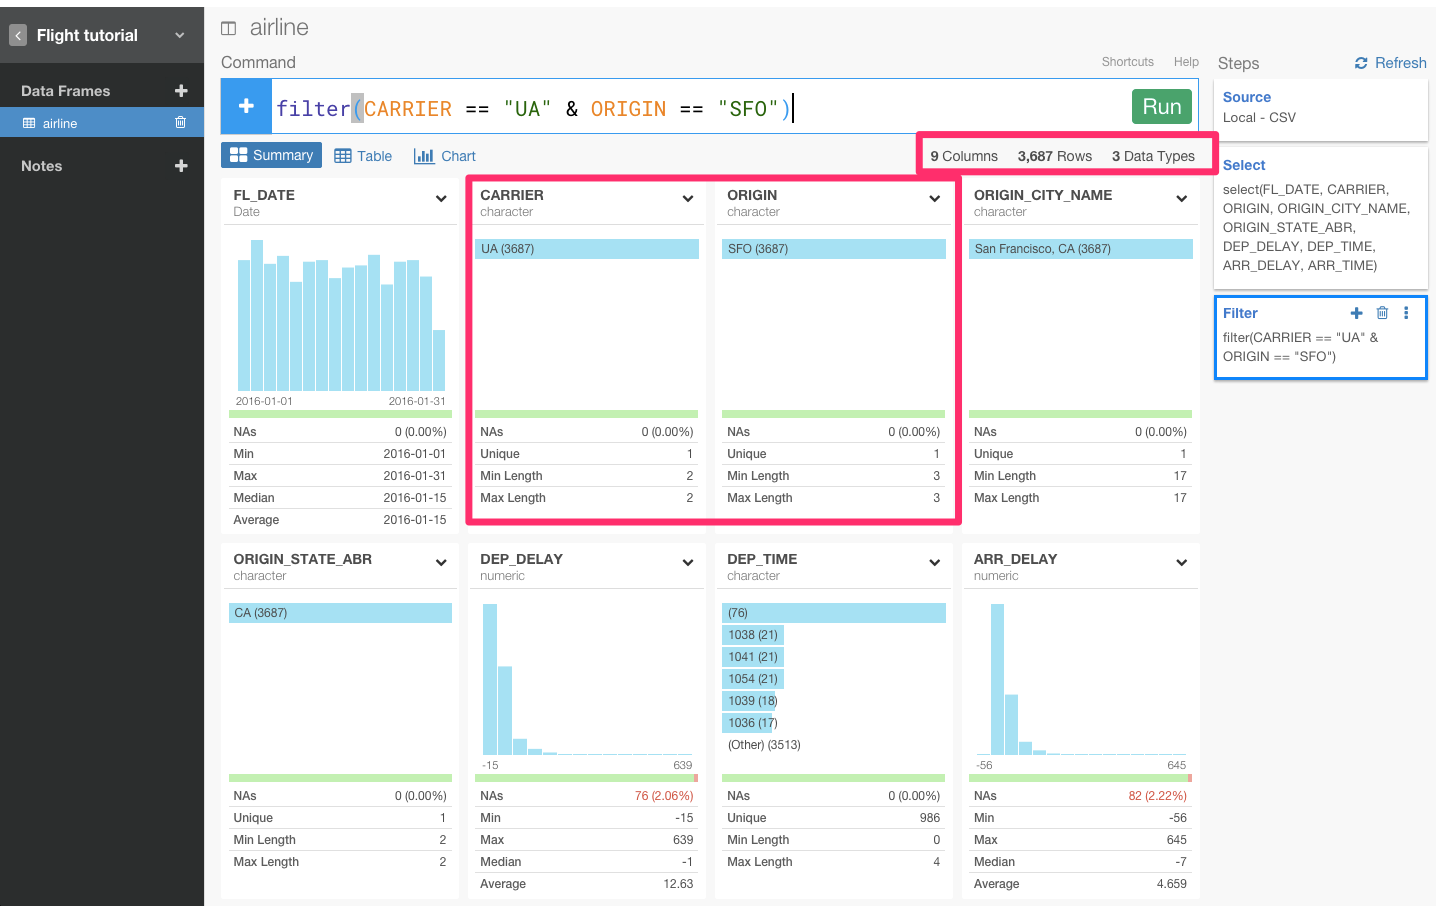 Flight tutorial
Data Frames
airline
Notes
airline
Command
Shortcuts Help
filter(CARRIER == "UA" & ORIGIN == "SFO")
Run
Summary Table Chart
9 Columns 3,687 Rows 3 Data Types
FL_DATE
Date
2016-01-01 2016-01-31
NAs 0 (0.00%)
Min 2016-01-01
Max 2016-01-31
Median 2016-01-15
Average 2016-01-15
CARRIER
character
UA (3687)
NAs 0 (0.00%)
Unique 1
Min Length 2
Max Length 2
ORIGIN
character
SFO (3687)
NAs 0 (0.00%)
Unique 1
Min Length 3
Max Length 3
ORIGIN_CITY_NAME
character
San Francisco, CA (3687)
NAs 0 (0.00%)
Unique 1
Min Length 17
Max Length 17
ORIGIN_STATE_ABR
character
CA (3687)
NAs 0 (0.00%)
Unique 1
Min Length 2
Max Length 2
DEP_DELAY
numeric
-15 639
NAs 76 (2.06%)
Min -15
Max 639
Median -1
Average 12.63
DEP_TIME
character
(76)
1038 (21)
1041 (21)
1054 (21)
1039 (18)
1036 (17)
(Other) (3513)
NAs 0 (0.00%)
Unique 986
Min Length 0
Max Length 4
ARR_DELAY
numeric
-56 645
NAs 82 (2.22%)
Min -56
Max 645
Median -7
Average 4.659
Steps Refresh
Source
Local - CSV
Select
select(FL_DATE, CARRIER,
ORIGIN, ORIGIN_CITY_NAME,
ORIGIN_STATE_ABR,
DEP_DELAY, DEP_TIME,
ARR_DELAY, ARR_TIME)
Filter
filter(CARRIER == "UA" &
ORIGIN == "SFO")